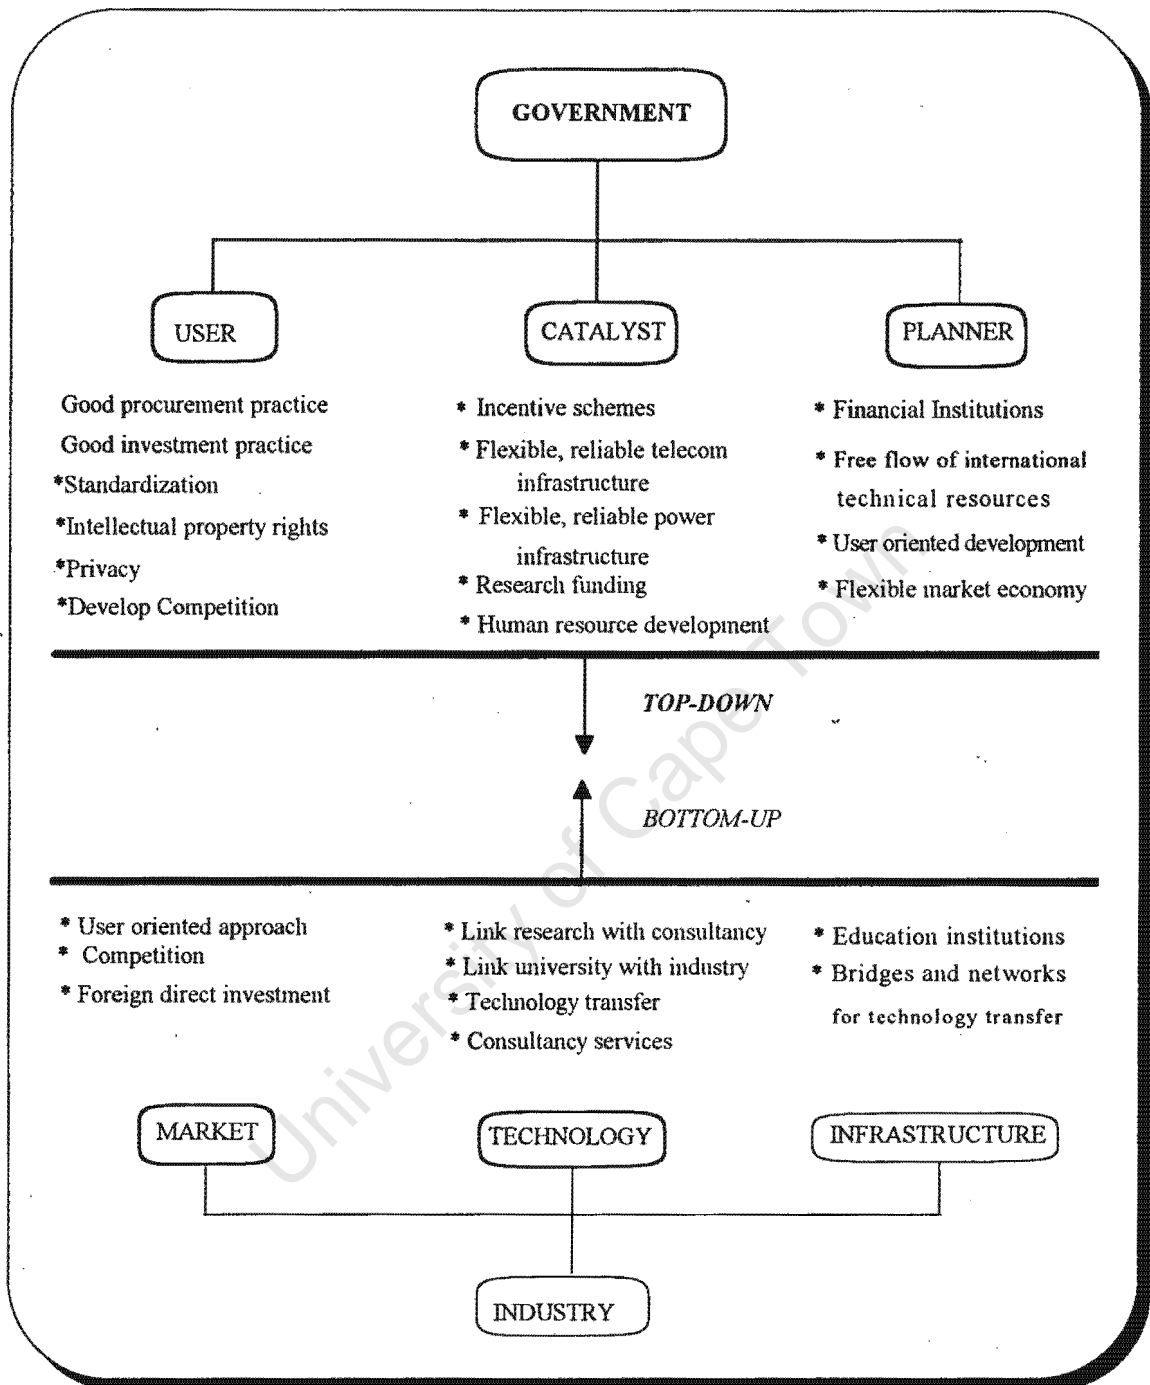 GOVERNMENT
USER
CATALYST
PLANNER
Good procurement practice
Good investment practice
*Standardization
*Intellectual property rights
*Privacy
*Develop Competition
* Incentive schemes
* Flexible, reliable telecom
infrastructure
* Flexible, reliable power
infrastructure
* Research funding
* Human resource development
* Financial Institutions
* Free flow of international
technical resources
* User oriented development
* Flexible market economy
TOP-DOWN
BOTTOM-UP
* User oriented approach
* Competition
* Foreign direct investment
* Link research with consultancy
* Link university with industry
* Technology transfer
* Consultancy services
* Education institutions
* Bridges and networks
for technology transfer
MARKET
TECHNOLOGY
INFRASTRUCTURE
INDUSTRY
University of Cape Town